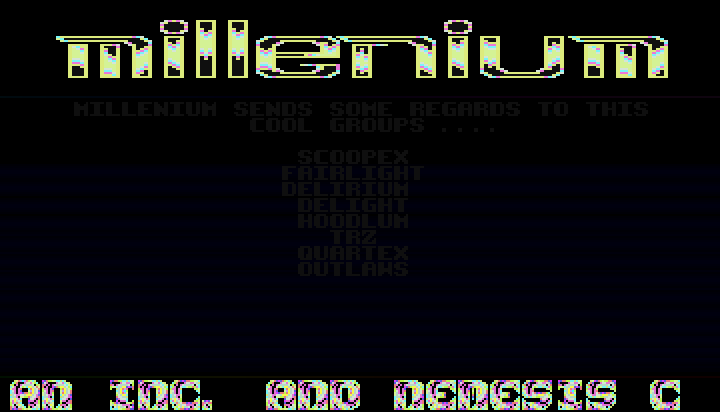 millenium
MILLENIUM SENDS SOME REGARDS TO THIS
COOL GROUPS ....
SCOOPEX
FAIRLIGHT
DELIRIUM
DELIGHT
HOODLUM
TRZ
QUARTEX
OUTLAWS
AN INC. AND NEMESIS C